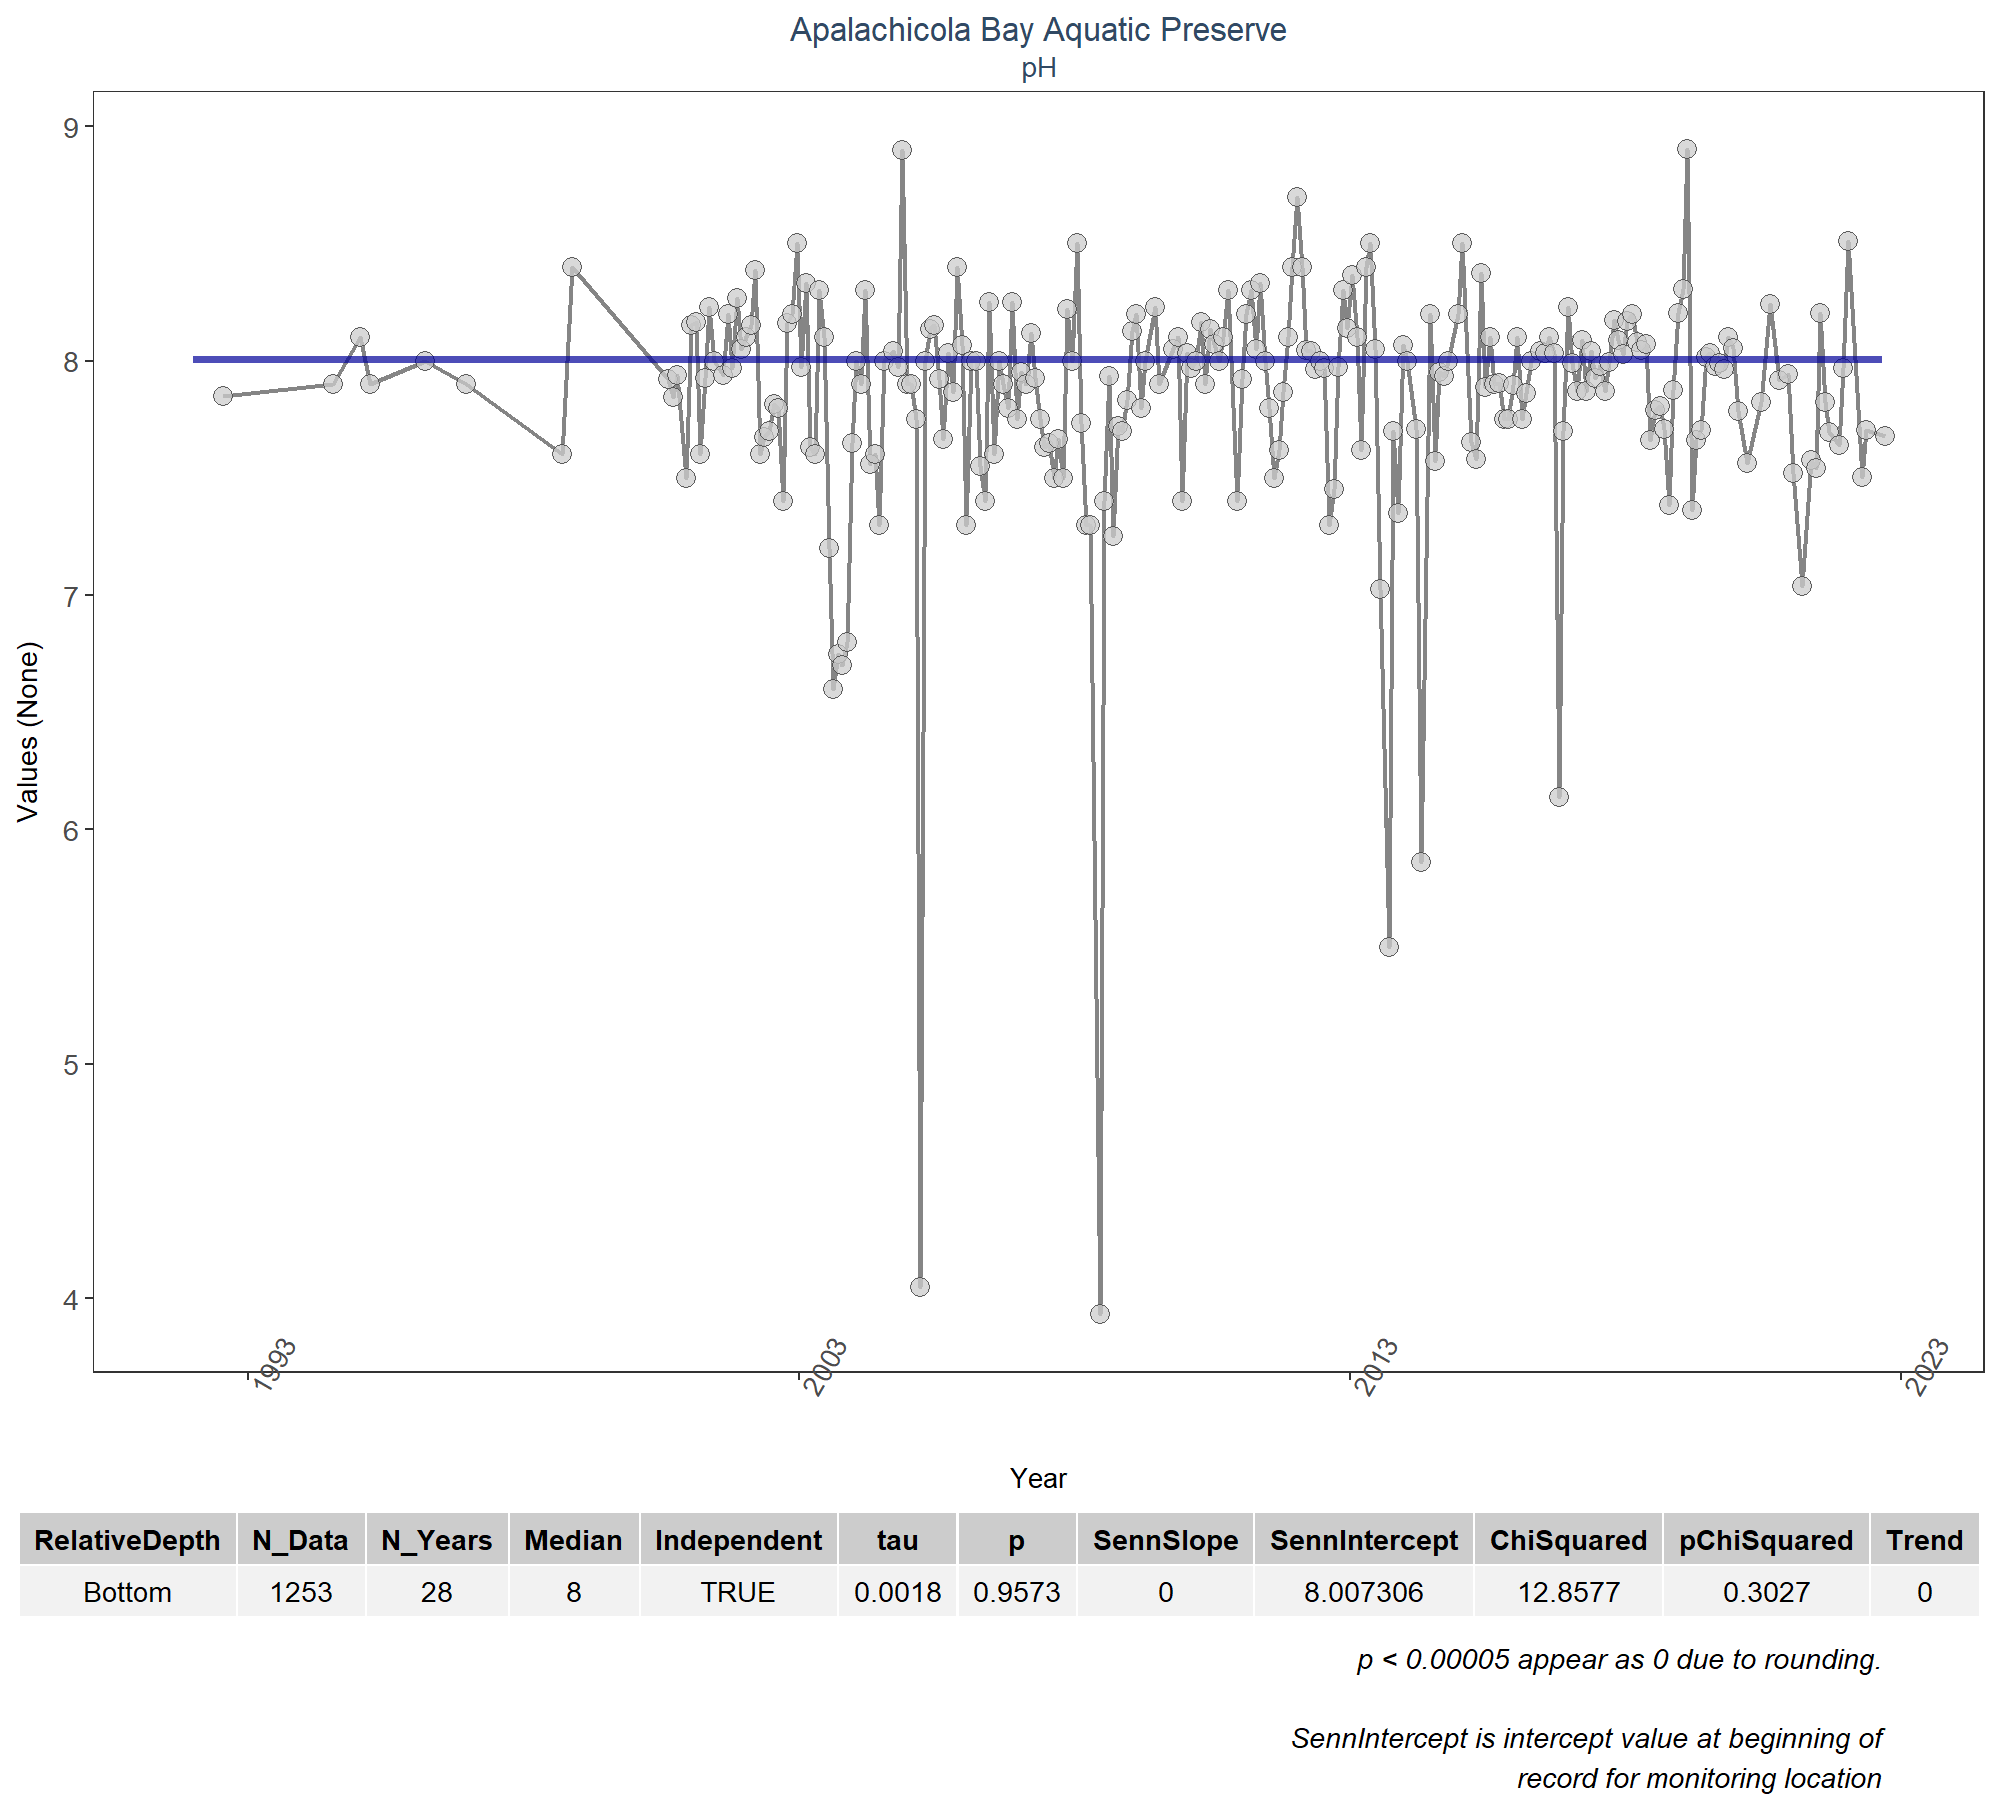 Apalachicola Bay Aquatic Preserve
pH
9
8
7
6
5
4
Values (None)
1993
2003
2013
2023
Year
RelativeDepth N_Data N_Years Median Independent tau p SennSlope SennIntercept ChiSquared pChiSquared Trend
Bottom 1253 28 8 TRUE 0.0018 0.9573 0 8.007306 12.8577 0.3027 0
p < 0.00005 appear as 0 due to rounding.
SennIntercept is intercept value at beginning of
record for monitoring location